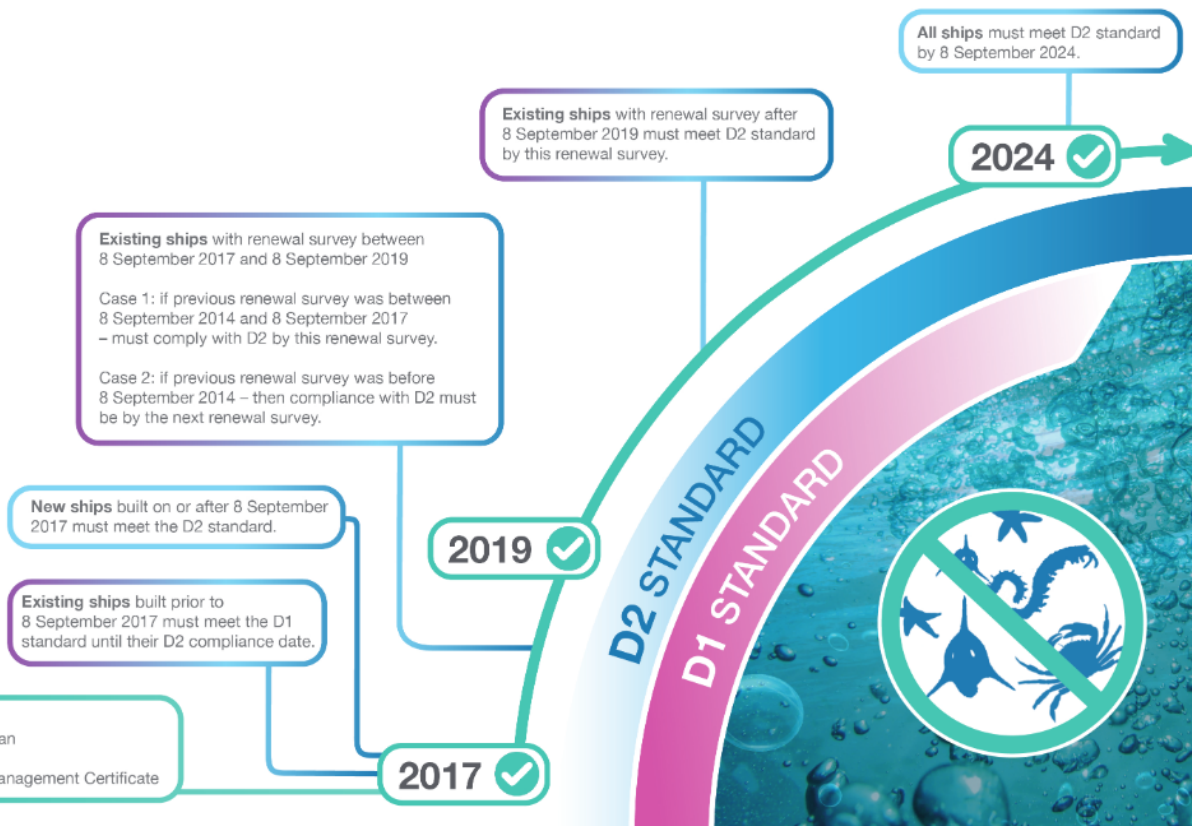 All ships must meet D2 standard
by 8 September 2024.
2024
Existing ships with renewal survey after
8 September 2019 must meet D2 standard
by this renewal survey.
Existing ships with renewal survey between
8 September 2017 and 8 September 2019
Case 1: if previous renewal survey was between
8 September 2014 and 8 September 2017
– must comply with D2 by this renewal survey.
Case 2: if previous renewal survey was before
8 September 2014 – then compliance with D2 must
be by the next renewal survey.
2019
New ships built on or after 8 September
2017 must meet the D2 standard.
Existing ships built prior to
8 September 2017 must meet the D1
standard until their D2 compliance date.
an
anagement Certificate
2017
D2 STANDARD
D1 STANDARD